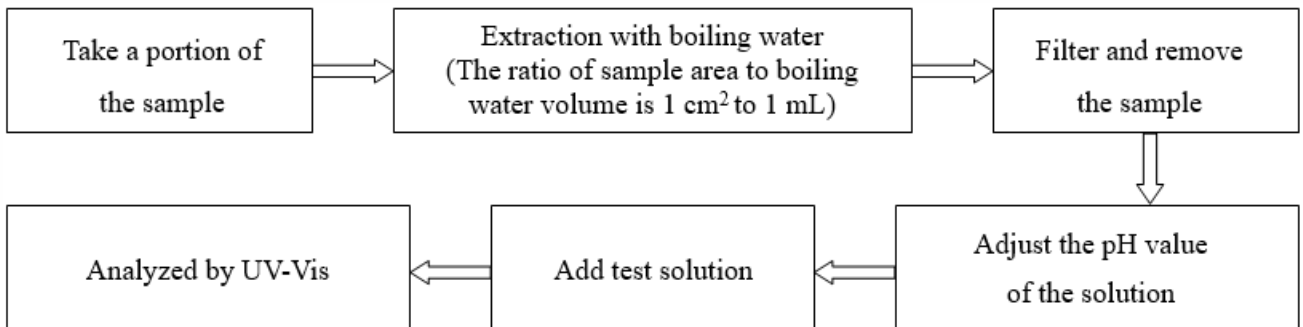 Take a portion of
the sample
Extraction with boiling water
(The ratio of sample area to boiling
water volume is 1 cm² to 1 mL)
Filter and remove
the sample
Adjust the pH value
of the solution
Add test solution
Analyzed by UV-Vis